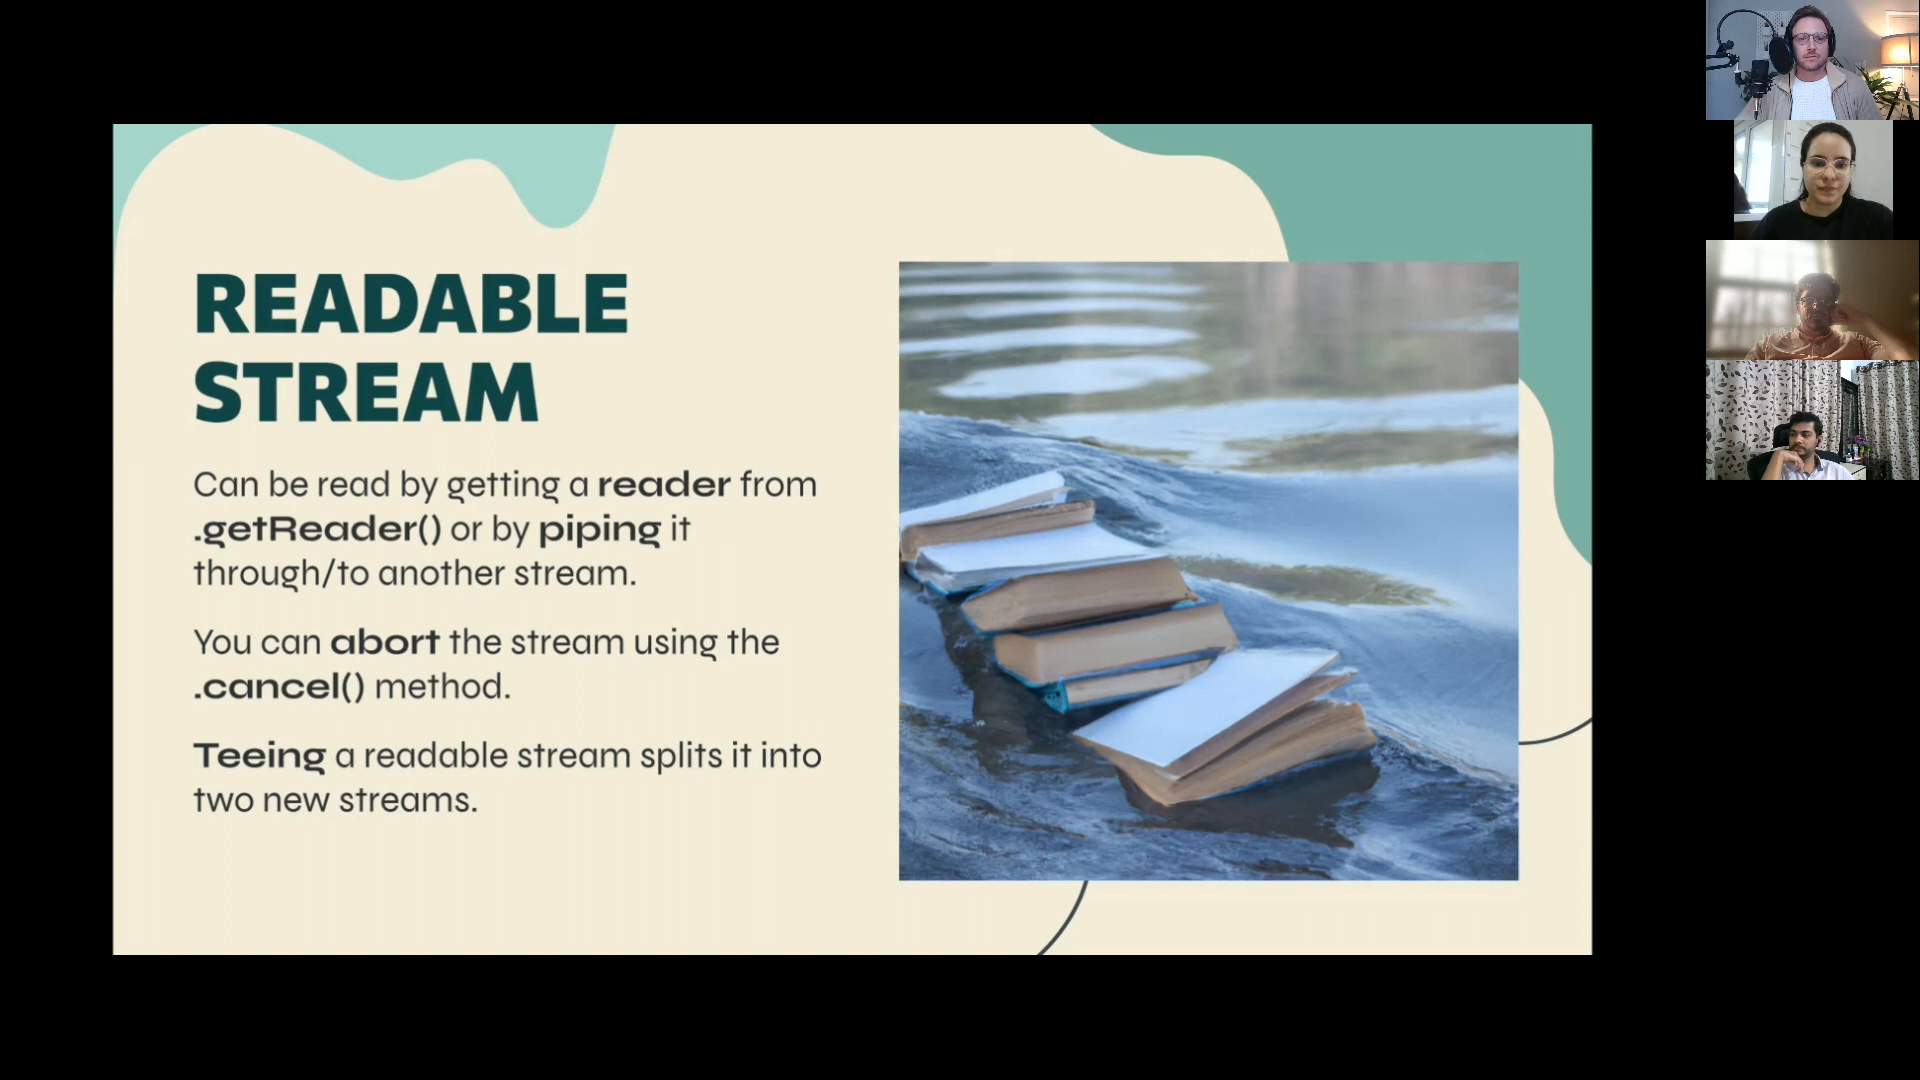 READABLE
STREAM
Can be read by getting a reader from
.getReader() or by piping it
through/to another stream.
You can abort the stream using the
.cancel() method.
Teeing a readable stream splits it into
two new streams.